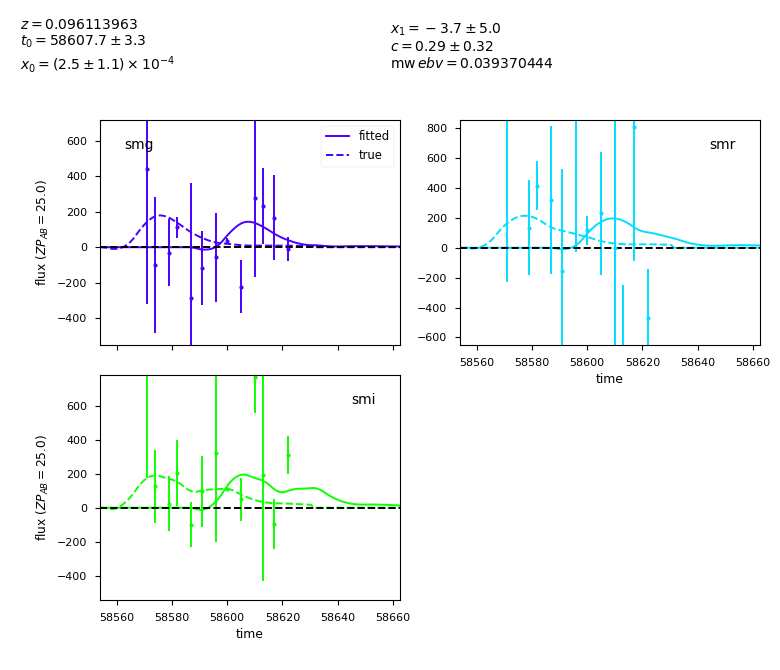 z = 0.096113963
t₀ = 58607.7 ± 3.3
x₀ = (2.5 ± 1.1) × 10⁻⁴
x₁ = −3.7 ± 5.0
c = 0.29 ± 0.32
mw ebv = 0.039370444
smg
fitted
true
600
400
200
0
−200
−400
flux (ZP_AB = 25.0)
smr
800
600
400
200
0
−200
−400
−600
58560 58580 58600 58620 58640 58660
time
smi
600
400
200
0
−200
−400
flux (ZP_AB = 25.0)
58560 58580 58600 58620 58640 58660
time